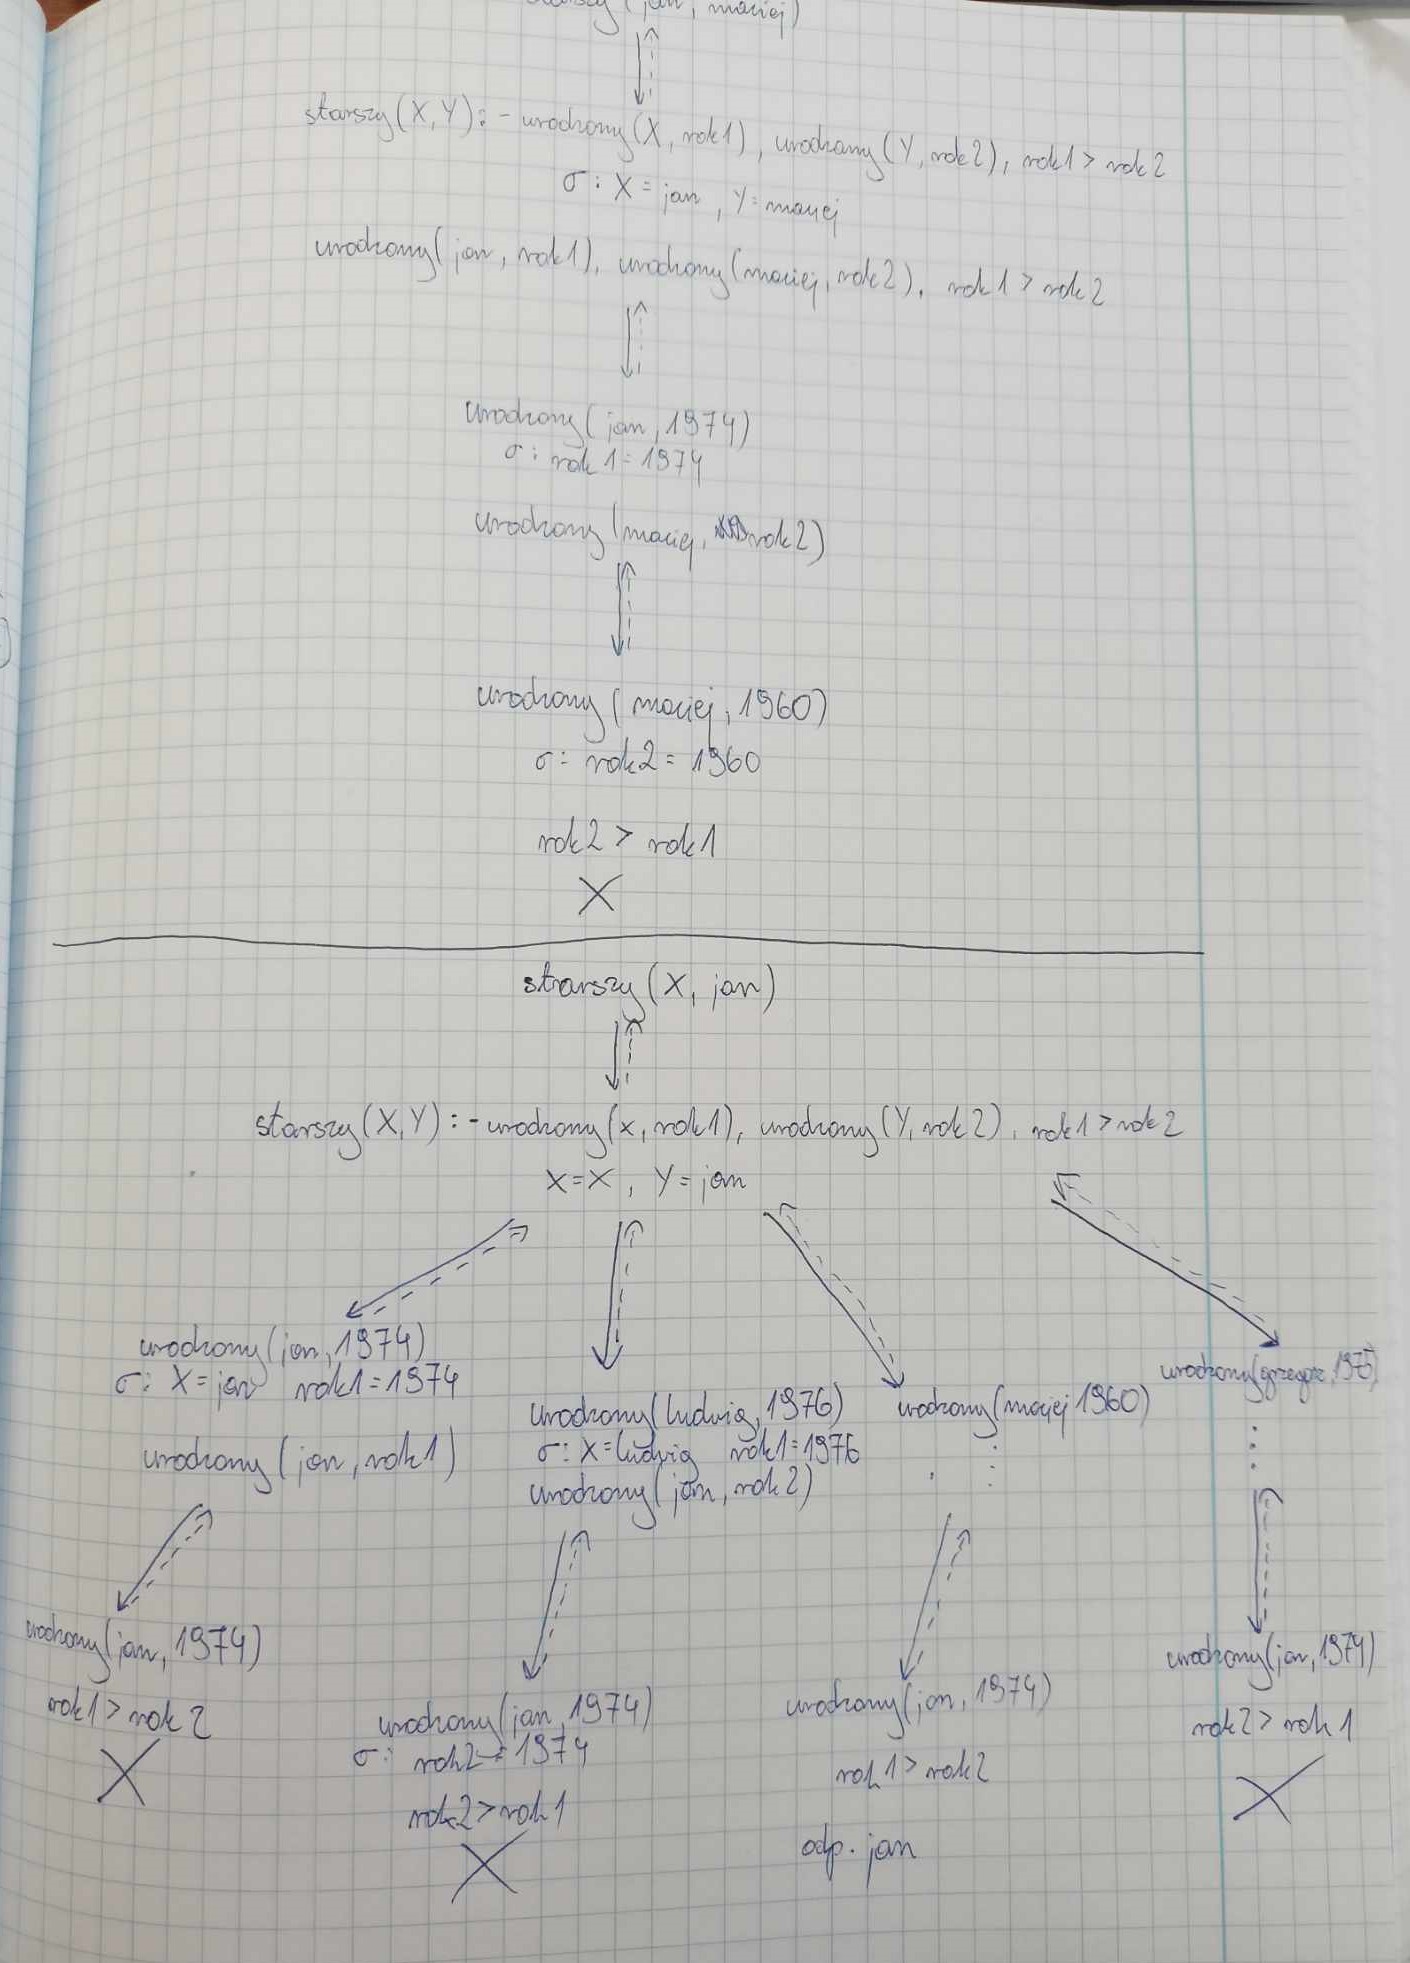 starszy(jan, maciej)
starszy(X,Y):-urodzony(X, rok1), urodzony(Y, rok2), rok1 > rok2
σ: X = jan, Y = maciej
urodzony(jan, rok1), urodzony(maciej, rok2), rok1 > rok2
urodzony(jan, 1974)
σ: rok1 = 1974
urodzony(maciej, rok2)
urodzony(maciej, 1960)
σ: rok2 = 1960
rok2 > rok1
X
starszy(X, jan)
starszy(X,Y):-urodzony(x, rok1), urodzony(Y, rok2), rok1 > rok2
X=X, Y=jan
urodzony(jan, 1974)
σ: X=jan rok1=1974
urodzony(jan, rok1)
urodzony(jan, 1974)
rok1 > rok2
X
urodzony(ludwig, 1976)
σ: X=ludwig rok1=1976
urodzony(jan, rok2)
urodzony(jan, 1974)
σ: rok2 = 1974
rok2 > rok1
X
urodzony(maciej 1960)
urodzony(jan, 1974)
rok1 > rok2
odp. jan
urodzony(grzegorz, 1975)
urodzony(jan, 1974)
rok2 > rok1
X